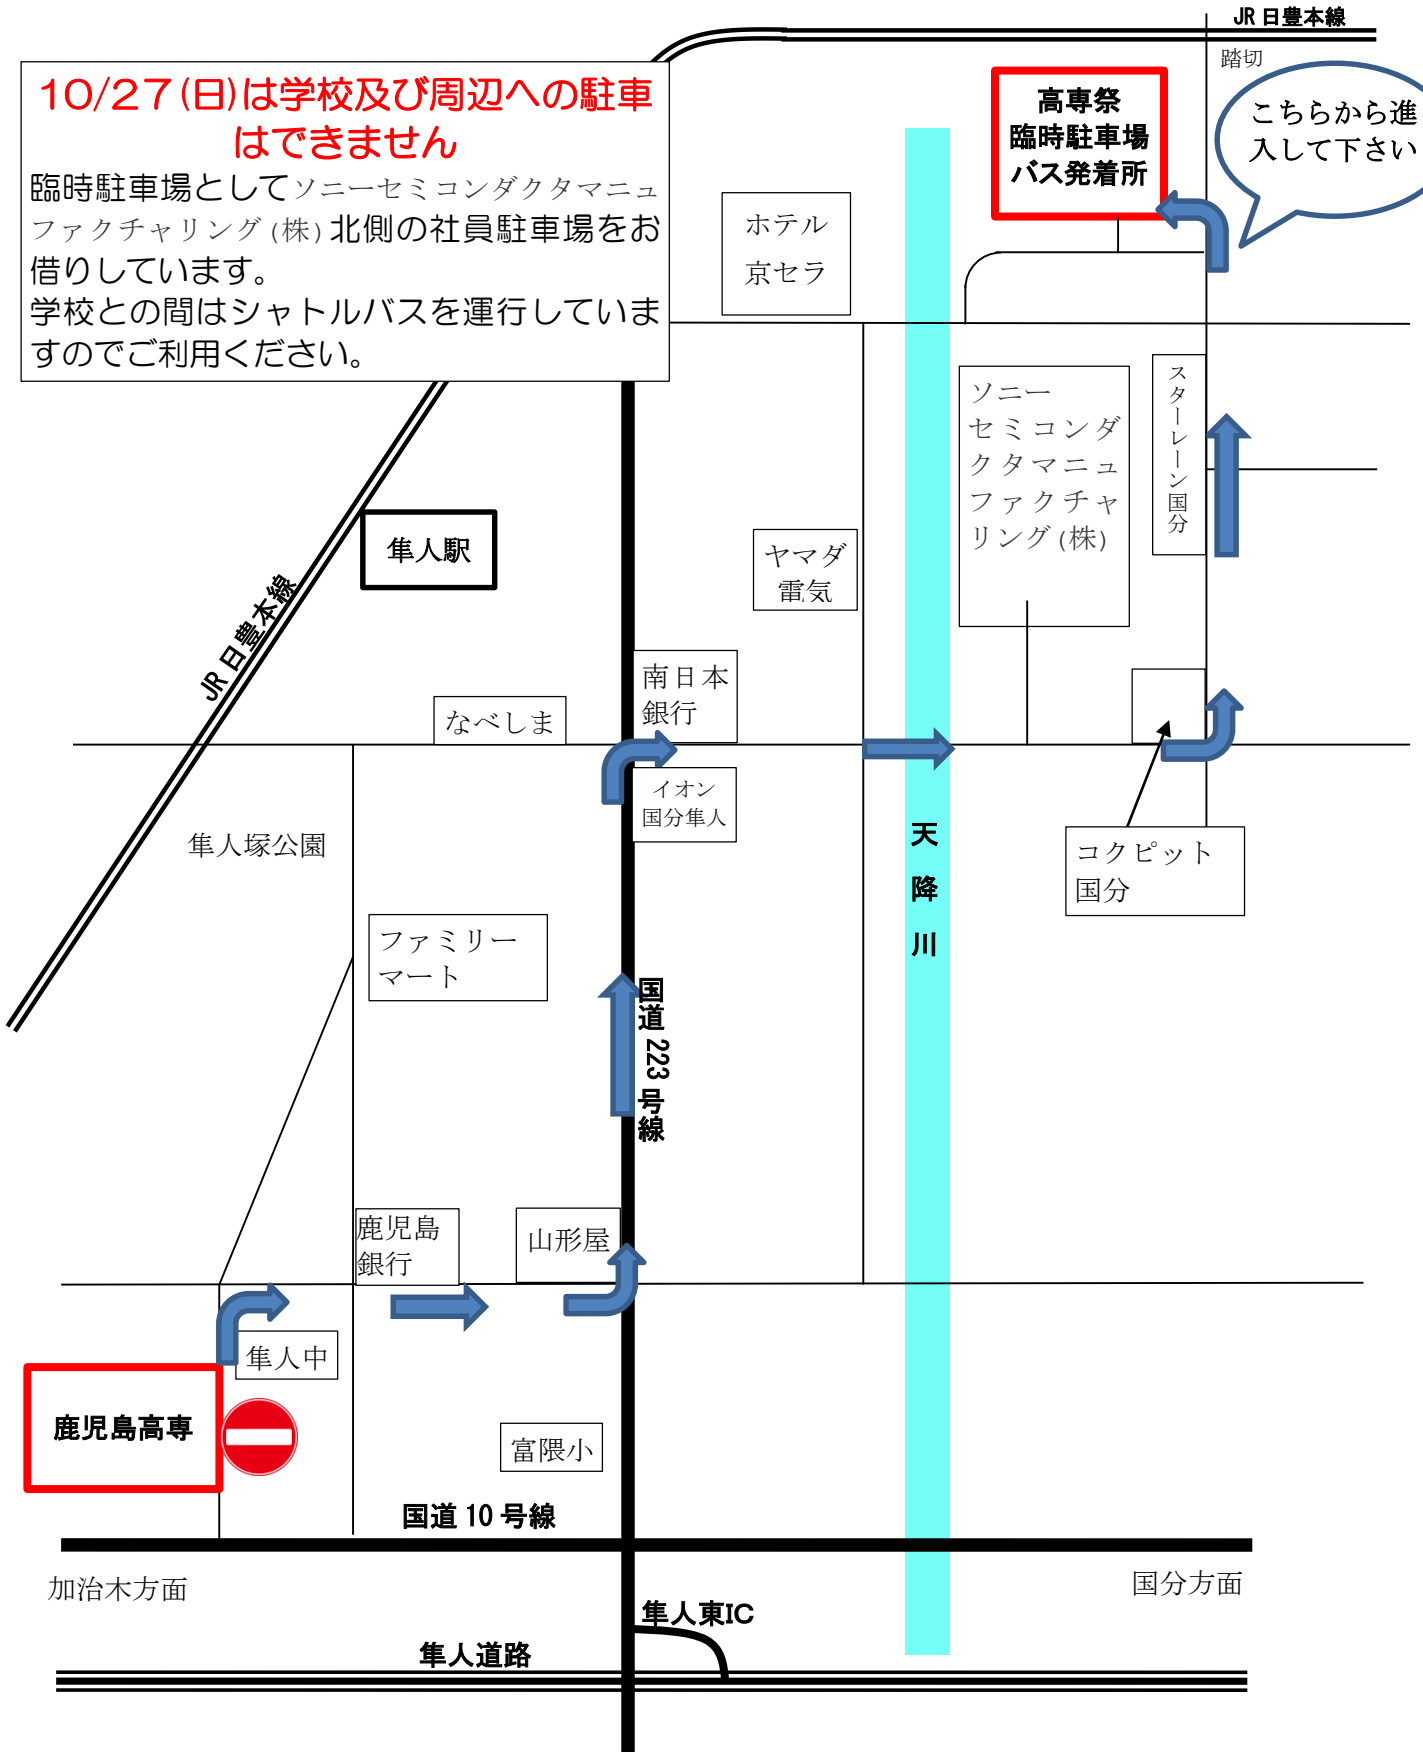 JR 日豊本線
踏切
10/27(日)は学校及び周辺への駐車
はできません
臨時駐車場としてソニーセミコンダクタマニュ
ファクチャリング(株)北側の社員駐車場をお
借りしています。
学校との間はシャトルバスを運行していま
すのでご利用ください。
高専祭
臨時駐車場
バス発着所
こちらから進
入して下さい
ホテル
京セラ
ソニー
セミコンダ
クタマニュ
ファクチャ
リング(株)
スターレーン国分
隼人駅
ヤマダ
電気
JR 日豊本線
南日本
銀行
なべしま
イオン
国分隼人
隼人塚公園
天降川
コクピット
国分
ファミリー
マート
国道 223 号線
鹿児島
銀行
山形屋
隼人中
鹿児島高専
富隈小
国道 10 号線
加治木方面
国分方面
隼人東IC
隼人道路